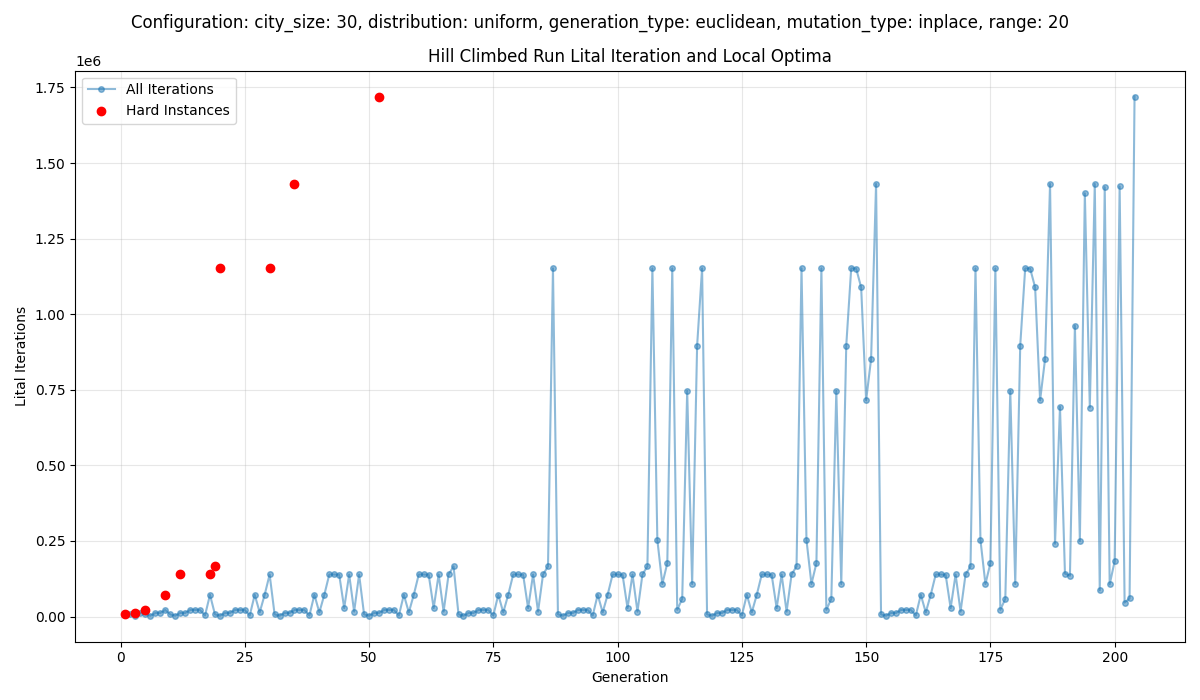 Configuration: city_size: 30, distribution: uniform, generation_type: euclidean, mutation_type: inplace, range: 20
Hill Climbed Run Lital Iteration and Local Optima
1e6
All Iterations
Hard Instances
1.75
1.50
1.25
1.00
0.75
0.50
0.25
0.00
Lital Iterations
0 25 50 75 100 125 150 175 200
Generation